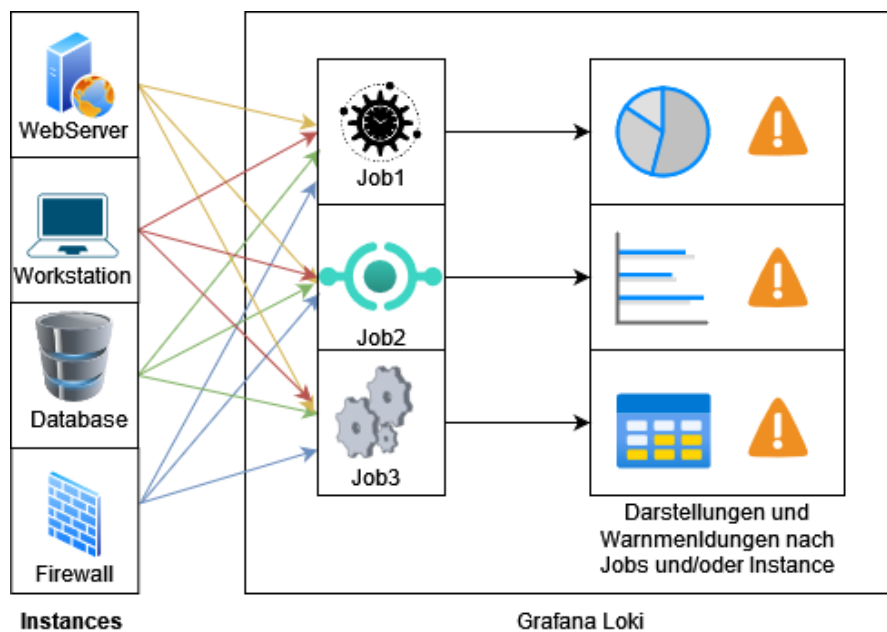 WebServer
Workstation
Database
Firewall
Instances
Job1
Job2
Job3
Darstellungen und
Warnmenldungen nach
Jobs und/oder Instance
Grafana Loki